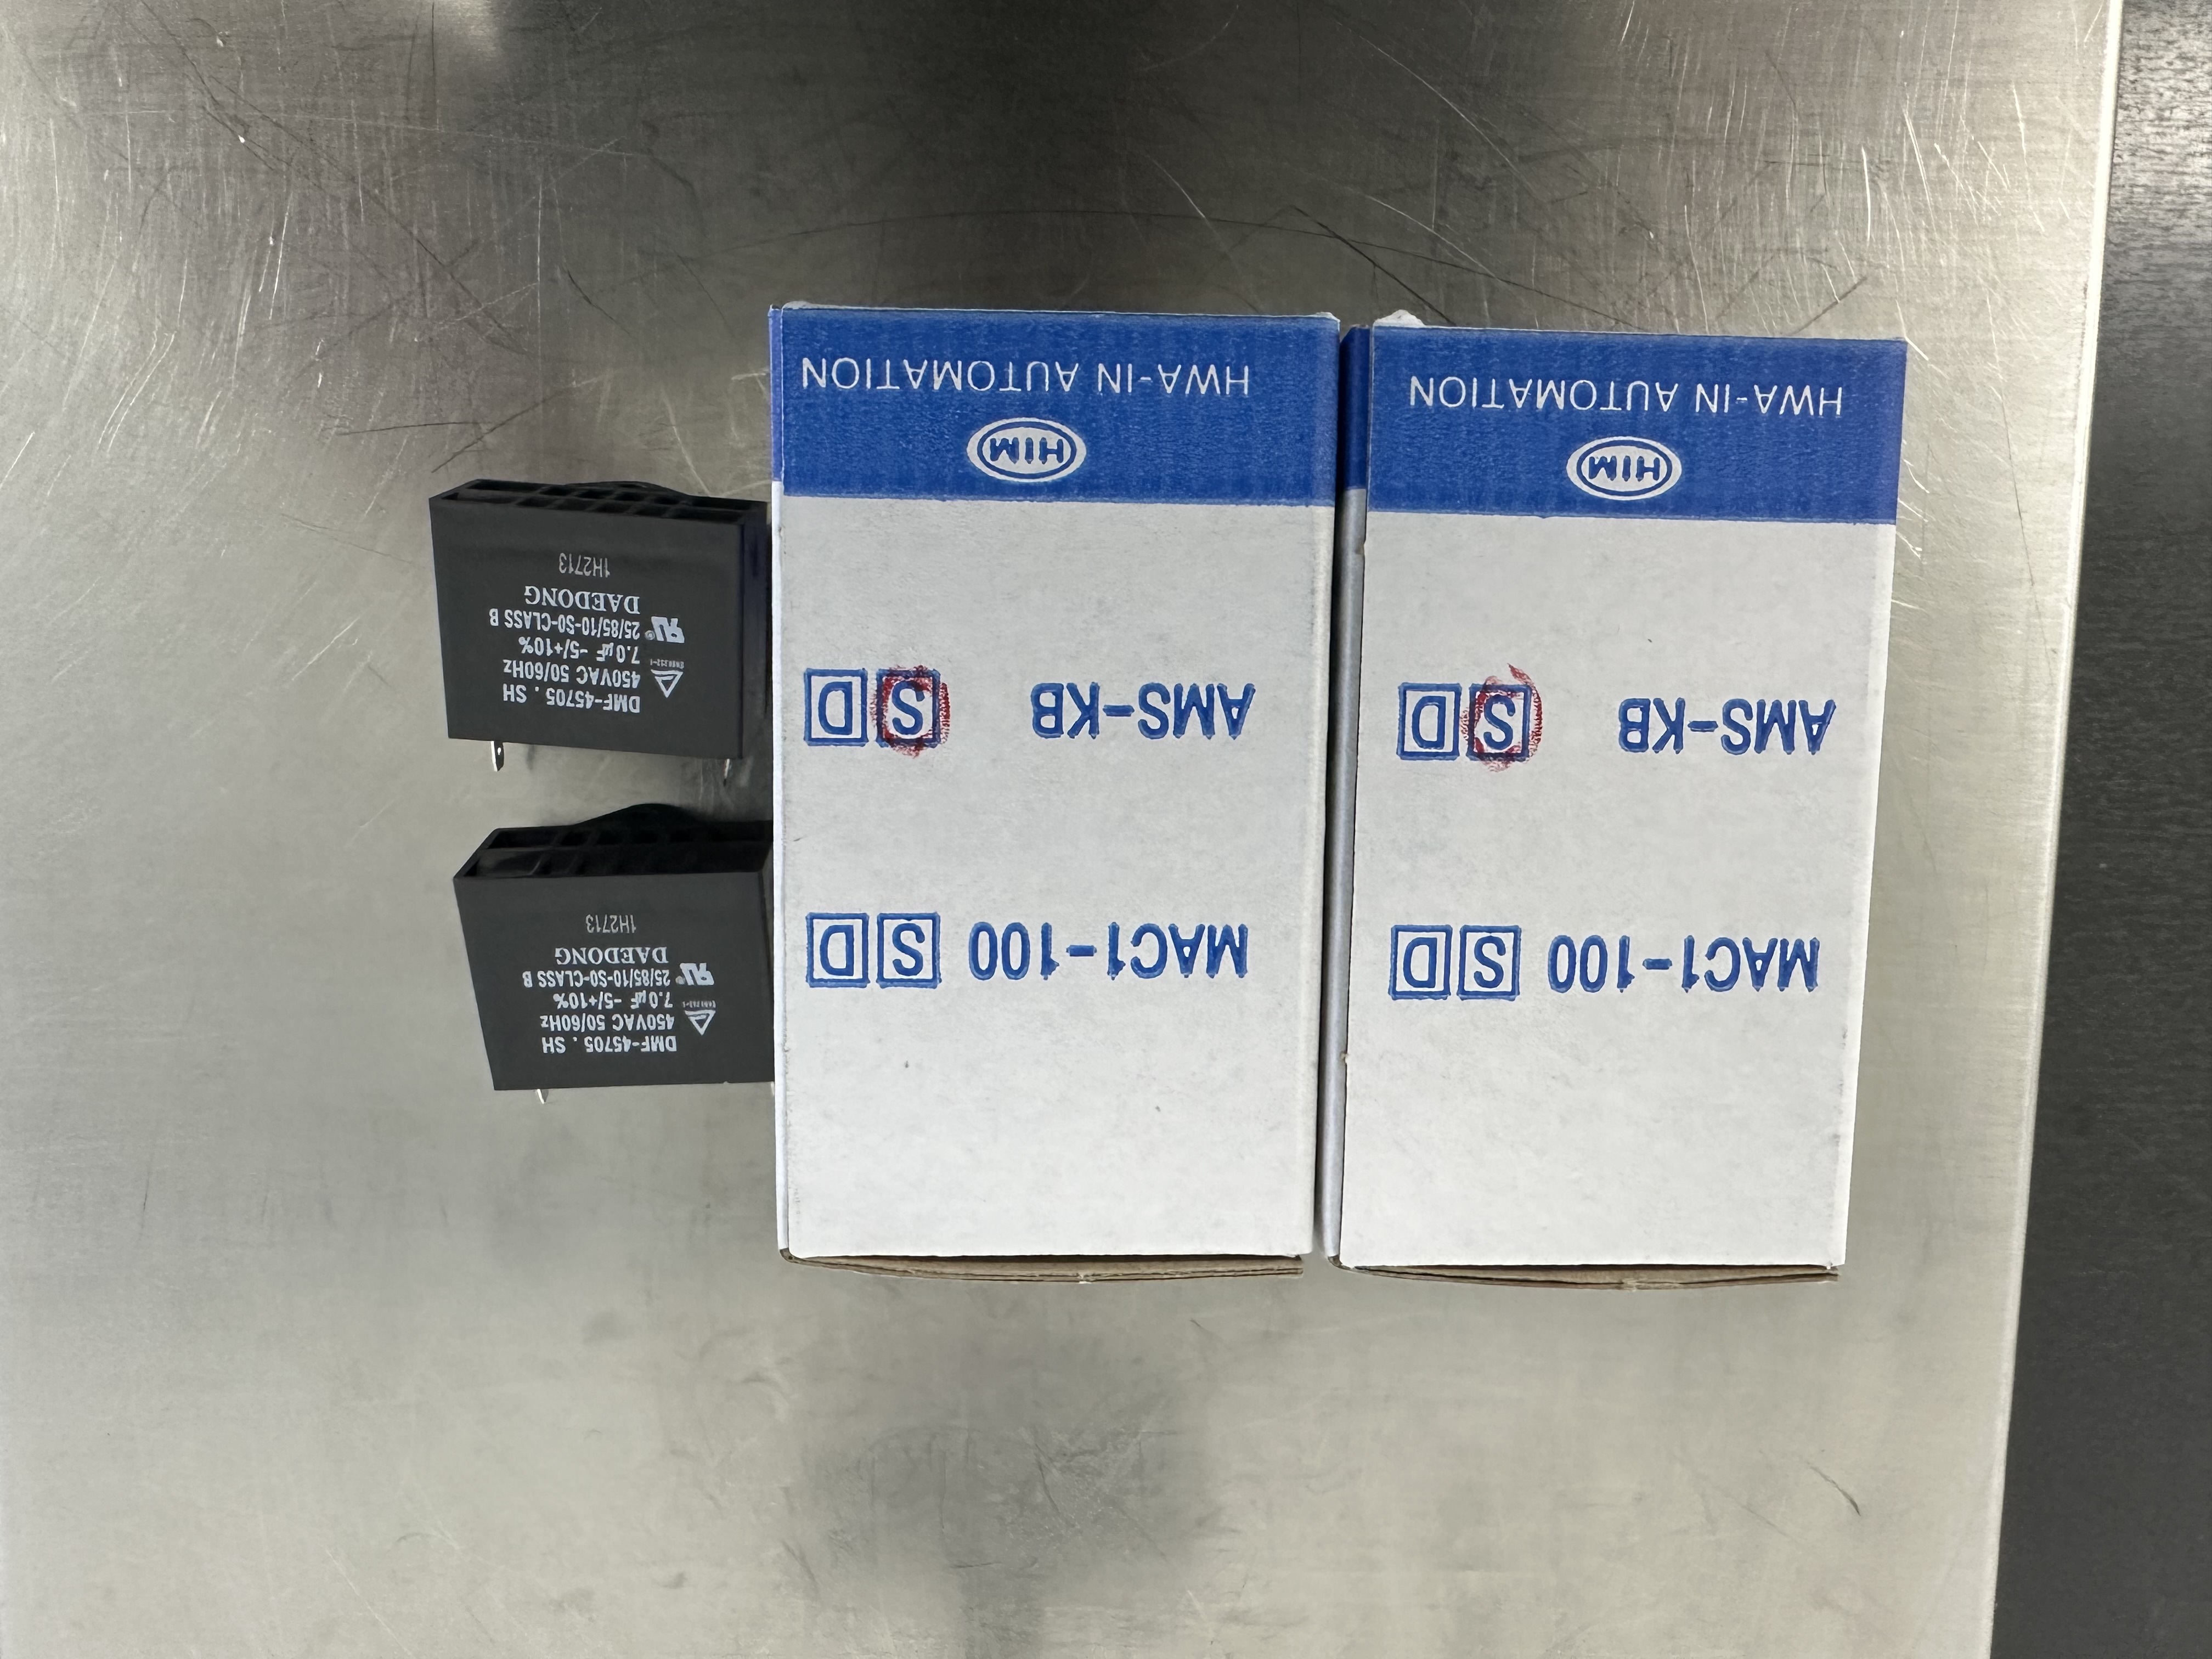 HWA-IN AUTOMATION
HIM
AMS-KB S D
MAC1-100 S D
HWA-IN AUTOMATION
HIM
AMS-KB S D
MAC1-100 S D
DMF-45705 . SH
450VAC 50/60Hz
7.0μF -5/+10%
25/85/10-S0-CLASS B
DAEDONG
1H2713
DMF-45705 . SH
450VAC 50/60Hz
7.0μF -5/+10%
25/85/10-S0-CLASS B
DAEDONG
1H2713